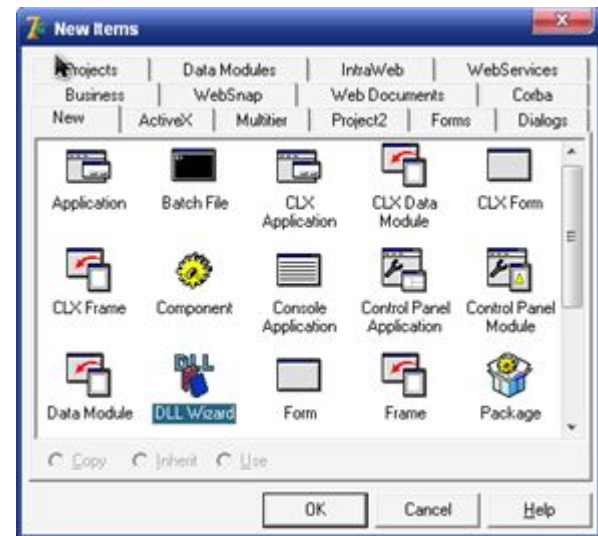 New Items
Projects Data Modules IntraWeb WebServices
Business WebSnap Web Documents Corba
New ActiveX Multitier Project2 Forms Dialogs
Application Batch File CLX Application CLX Data Module CLX Form
CLX Frame Component Console Application Control Panel Application Control Panel Module
Data Module DLL Wizard Form Frame Package
Copy Inherit Use
OK Cancel Help